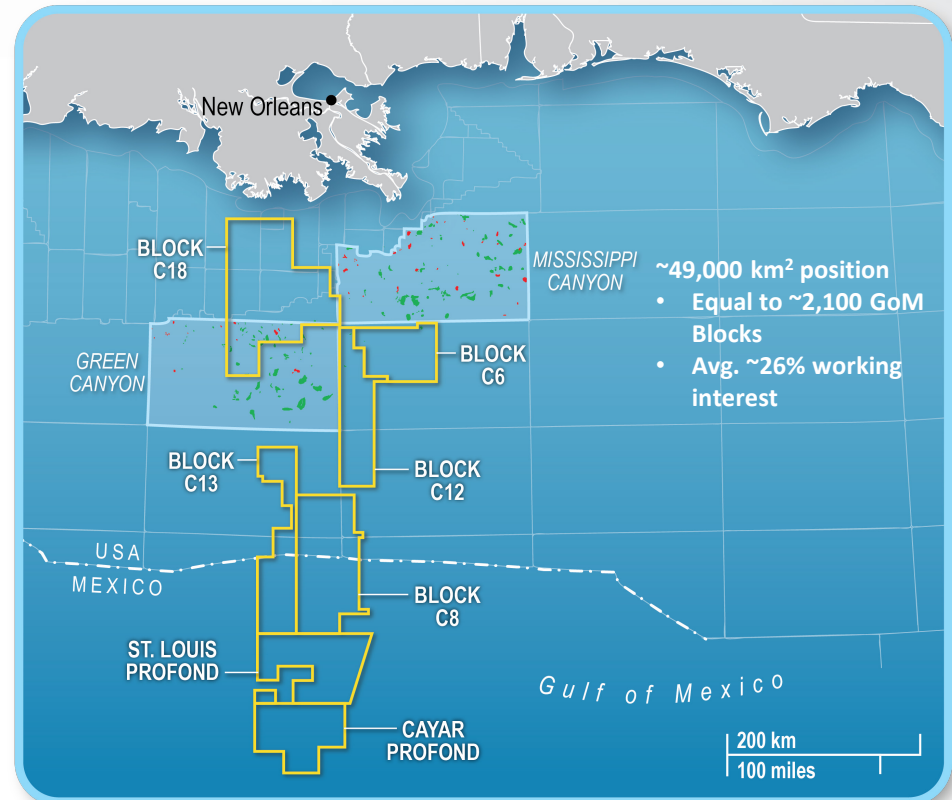 New Orleans
BLOCK
C18
MISSISSIPPI
CANYON
~49,000 km² position
• Equal to ~2,100 GoM
Blocks
• Avg. ~26% working
interest
GREEN
CANYON
BLOCK
C6
BLOCK
C13
BLOCK
C12
USA
MEXICO
BLOCK
C8
ST. LOUIS
PROFOND
Gulf of Mexico
CAYAR
PROFOND
200 km
100 miles